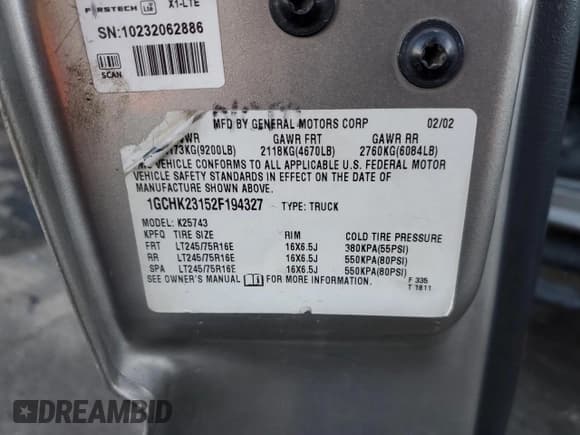 FIRSTECH X1-LTE
SN:10232062886
SCAN
MFD BY GENERAL MOTORS CORP 02/02
GAWR FRT GAWR RR
173KG(9200LB) 2118KG(4670LB) 2760KG(6084LB)
VEHICLE CONFORMS TO ALL APPLICABLE U.S. FEDERAL MOTOR
VEHICLE SAFETY STANDARDS IN EFFECT ON THE DATE OF
MANUFACTURE SHOWN ABOVE.
1GCHK23152F194327 TYPE: TRUCK
MODEL: K25743
KPFQ TIRE SIZE RIM COLD TIRE PRESSURE
FRT LT245/75R16E 16X6.5J 380KPA(55PSI)
RR LT245/75R16E 16X6.5J 550KPA(80PSI)
SPA LT245/75R16E 16X6.5J 550KPA(80PSI)
SEE OWNER'S MANUAL FOR MORE INFORMATION.
F 335
T 1811
DREAMBID